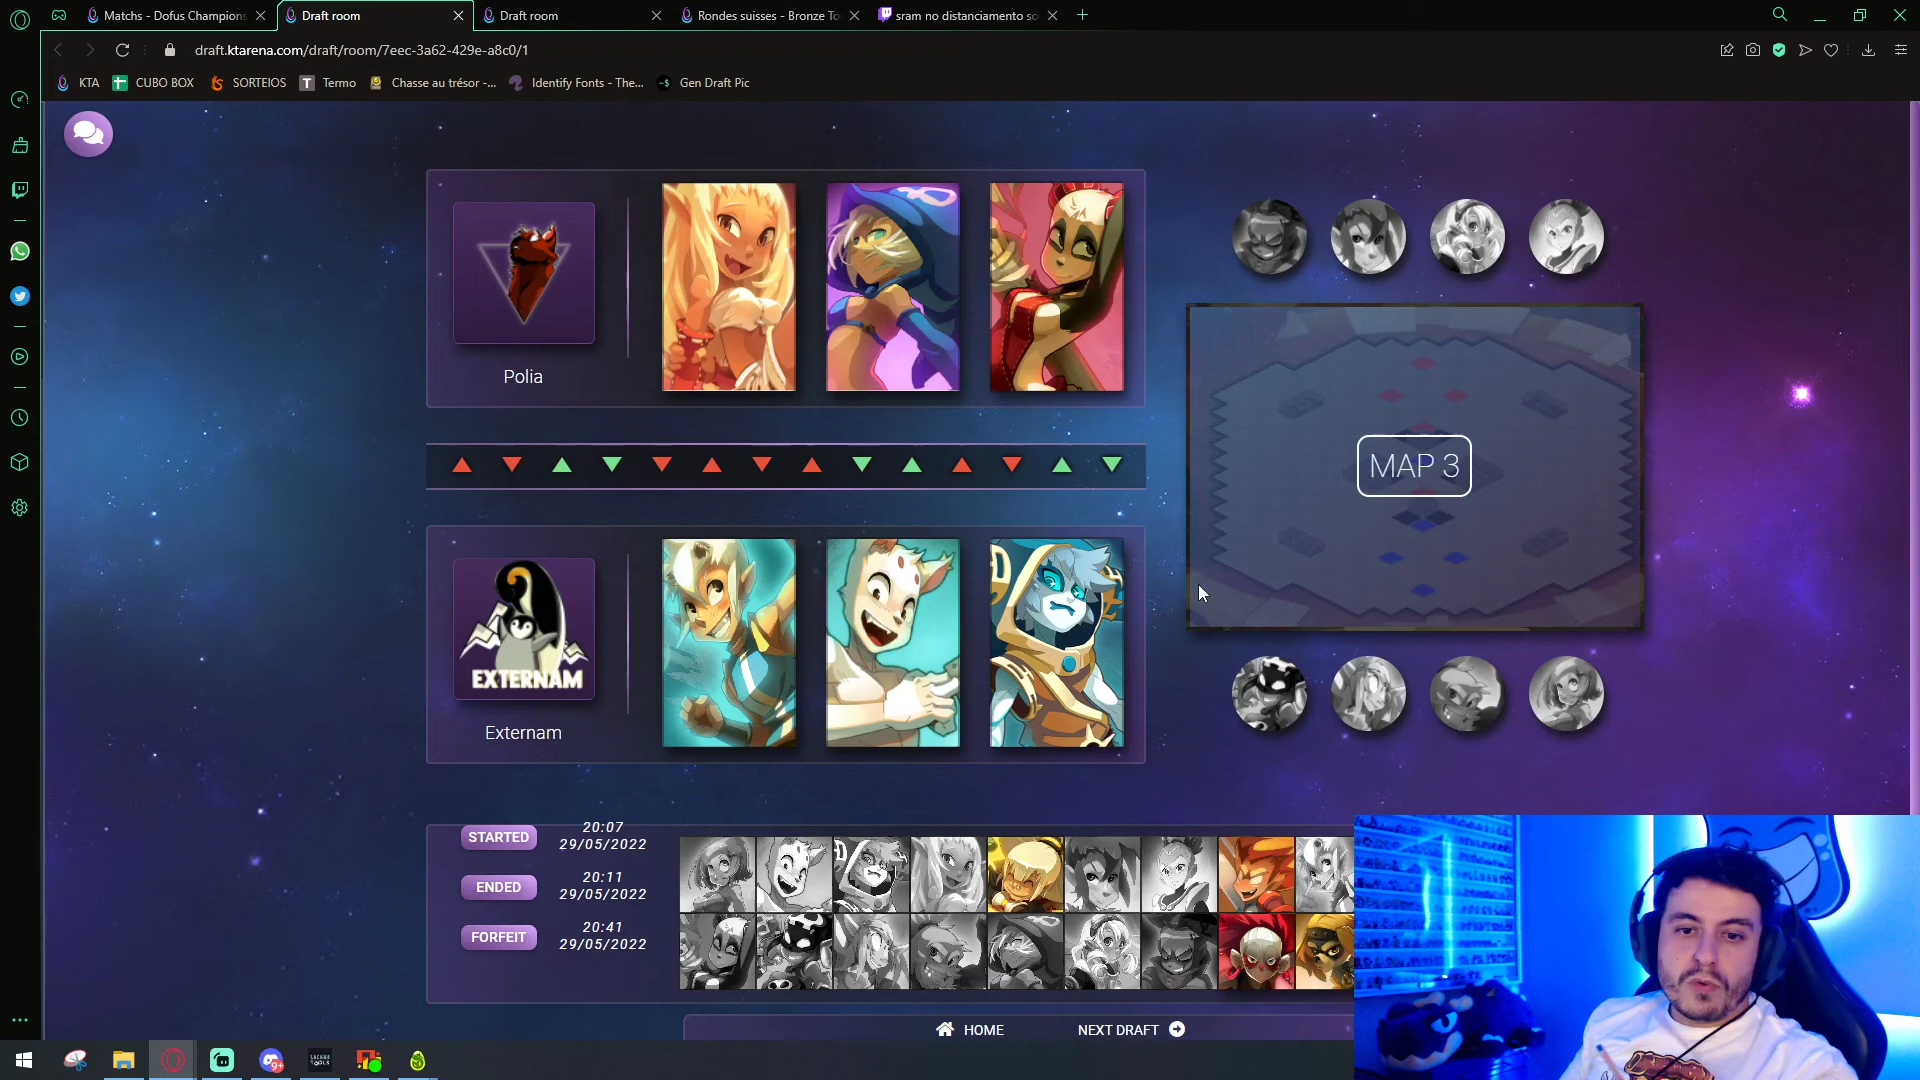 Matchs - Dofus Champions
Draft room
Draft room
Rondes suisses - Bronze To
sram no distanciamento so
draft.ktarena.com/draft/room/7eec-3a62-429e-a8c0/1
KTA
CUBO BOX
SORTEIOS
T
Termo
Chasse au trésor -...
Identify Fonts - The...
~$
Gen Draft Pic
Polia
MAP 3
EXTERNAM
Externam
STARTED
20:07
29/05/2022
ENDED
20:11
29/05/2022
FORFEIT
20:41
29/05/2022
HOME
NEXT DRAFT
9+